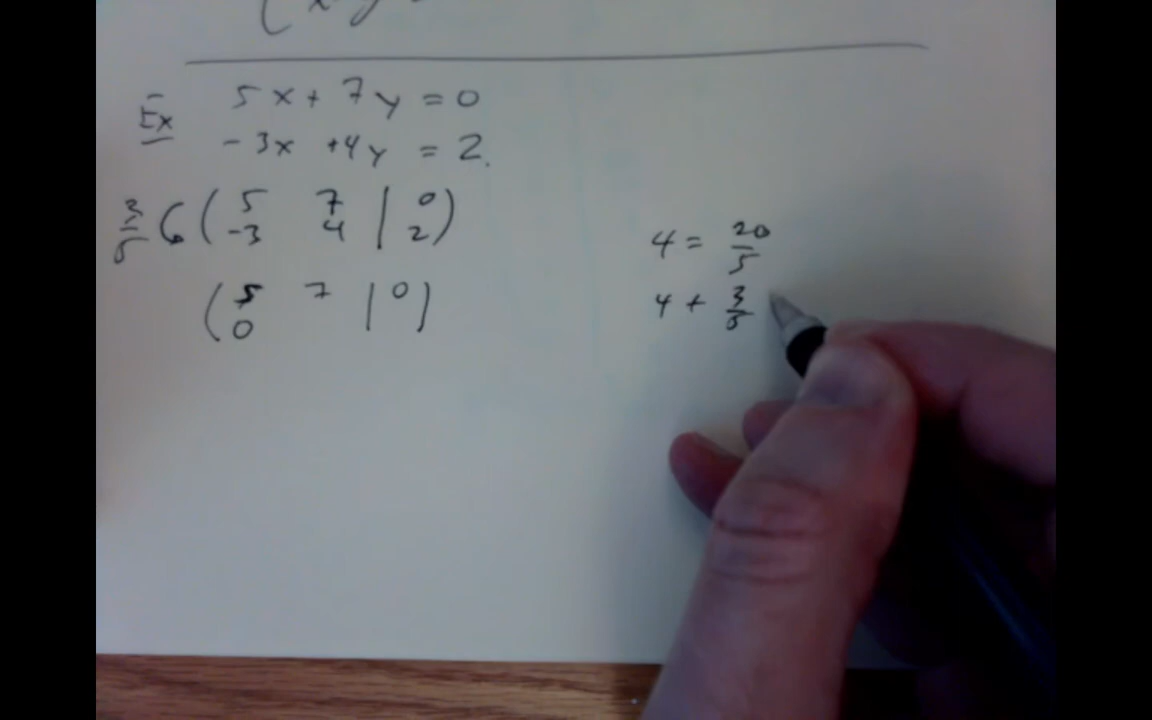 Ex 5x + 7y = 0
-3x +4y = 2.
3/5 ( 5 7 | 0 )
( -3 4 | 2 )
( 5 7 | 0 )
0
4 = 20/5
4 + 3/5